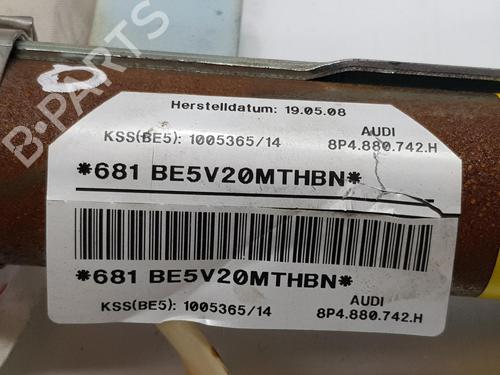 B-PARTS
Herstelldatum: 19.05.08
KSS(BE5): 1005365/14
AUDI
8P4.880.742.H
*681 BE5V20MTHBN*
*681 BE5V20MTHBN*
KSS(BE5): 1005365/14
AUDI
8P4.880.742.H